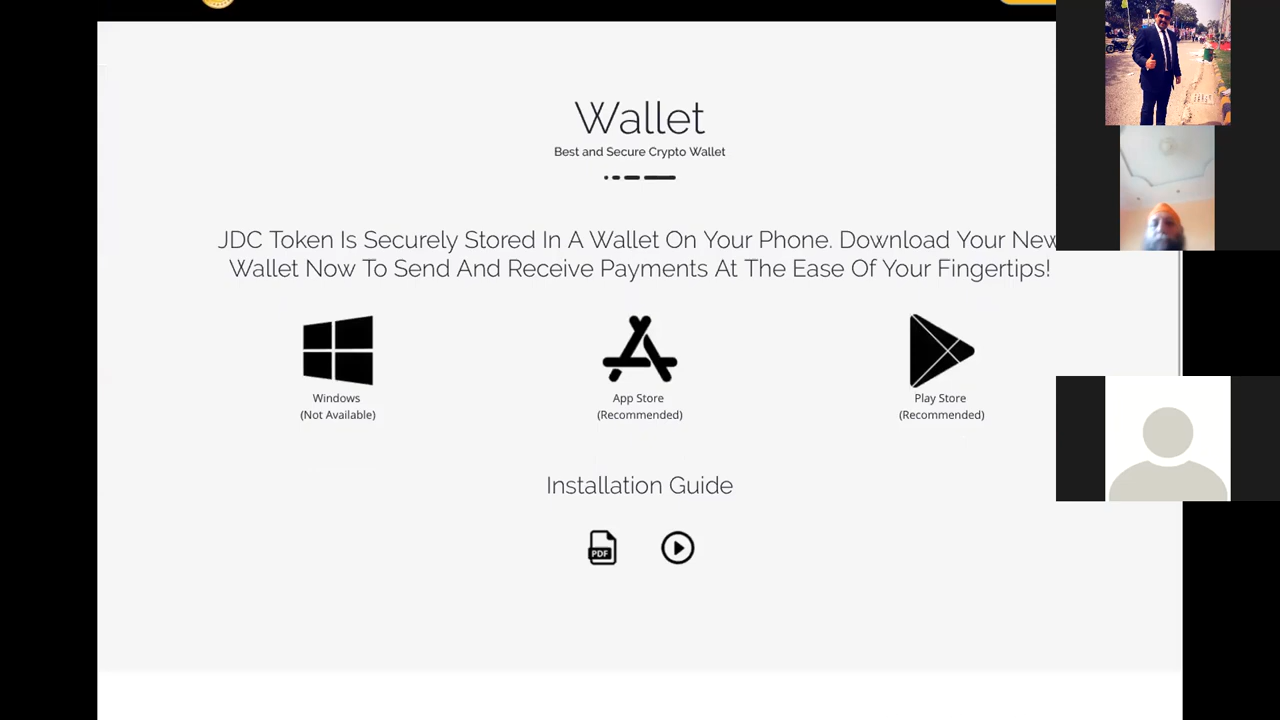 Wallet
Best and Secure Crypto Wallet
JDC Token Is Securely Stored In A Wallet On Your Phone. Download Your New
Wallet Now To Send And Receive Payments At The Ease Of Your Fingertips!
Windows
(Not Available)
App Store
(Recommended)
Play Store
(Recommended)
Installation Guide
PDF